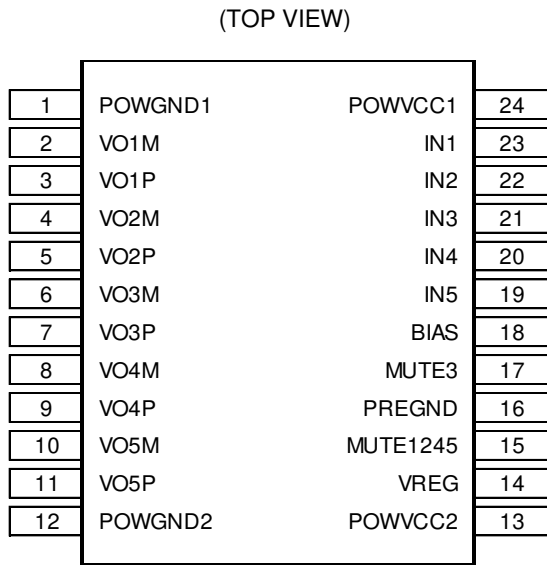 (TOP VIEW)
1 POWGND1 POWVCC1 24
2 VO1M IN1 23
3 VO1P IN2 22
4 VO2M IN3 21
5 VO2P IN4 20
6 VO3M IN5 19
7 VO3P BIAS 18
8 VO4M MUTE3 17
9 VO4P PREGND 16
10 VO5M MUTE1245 15
11 VO5P VREG 14
12 POWGND2 POWVCC2 13